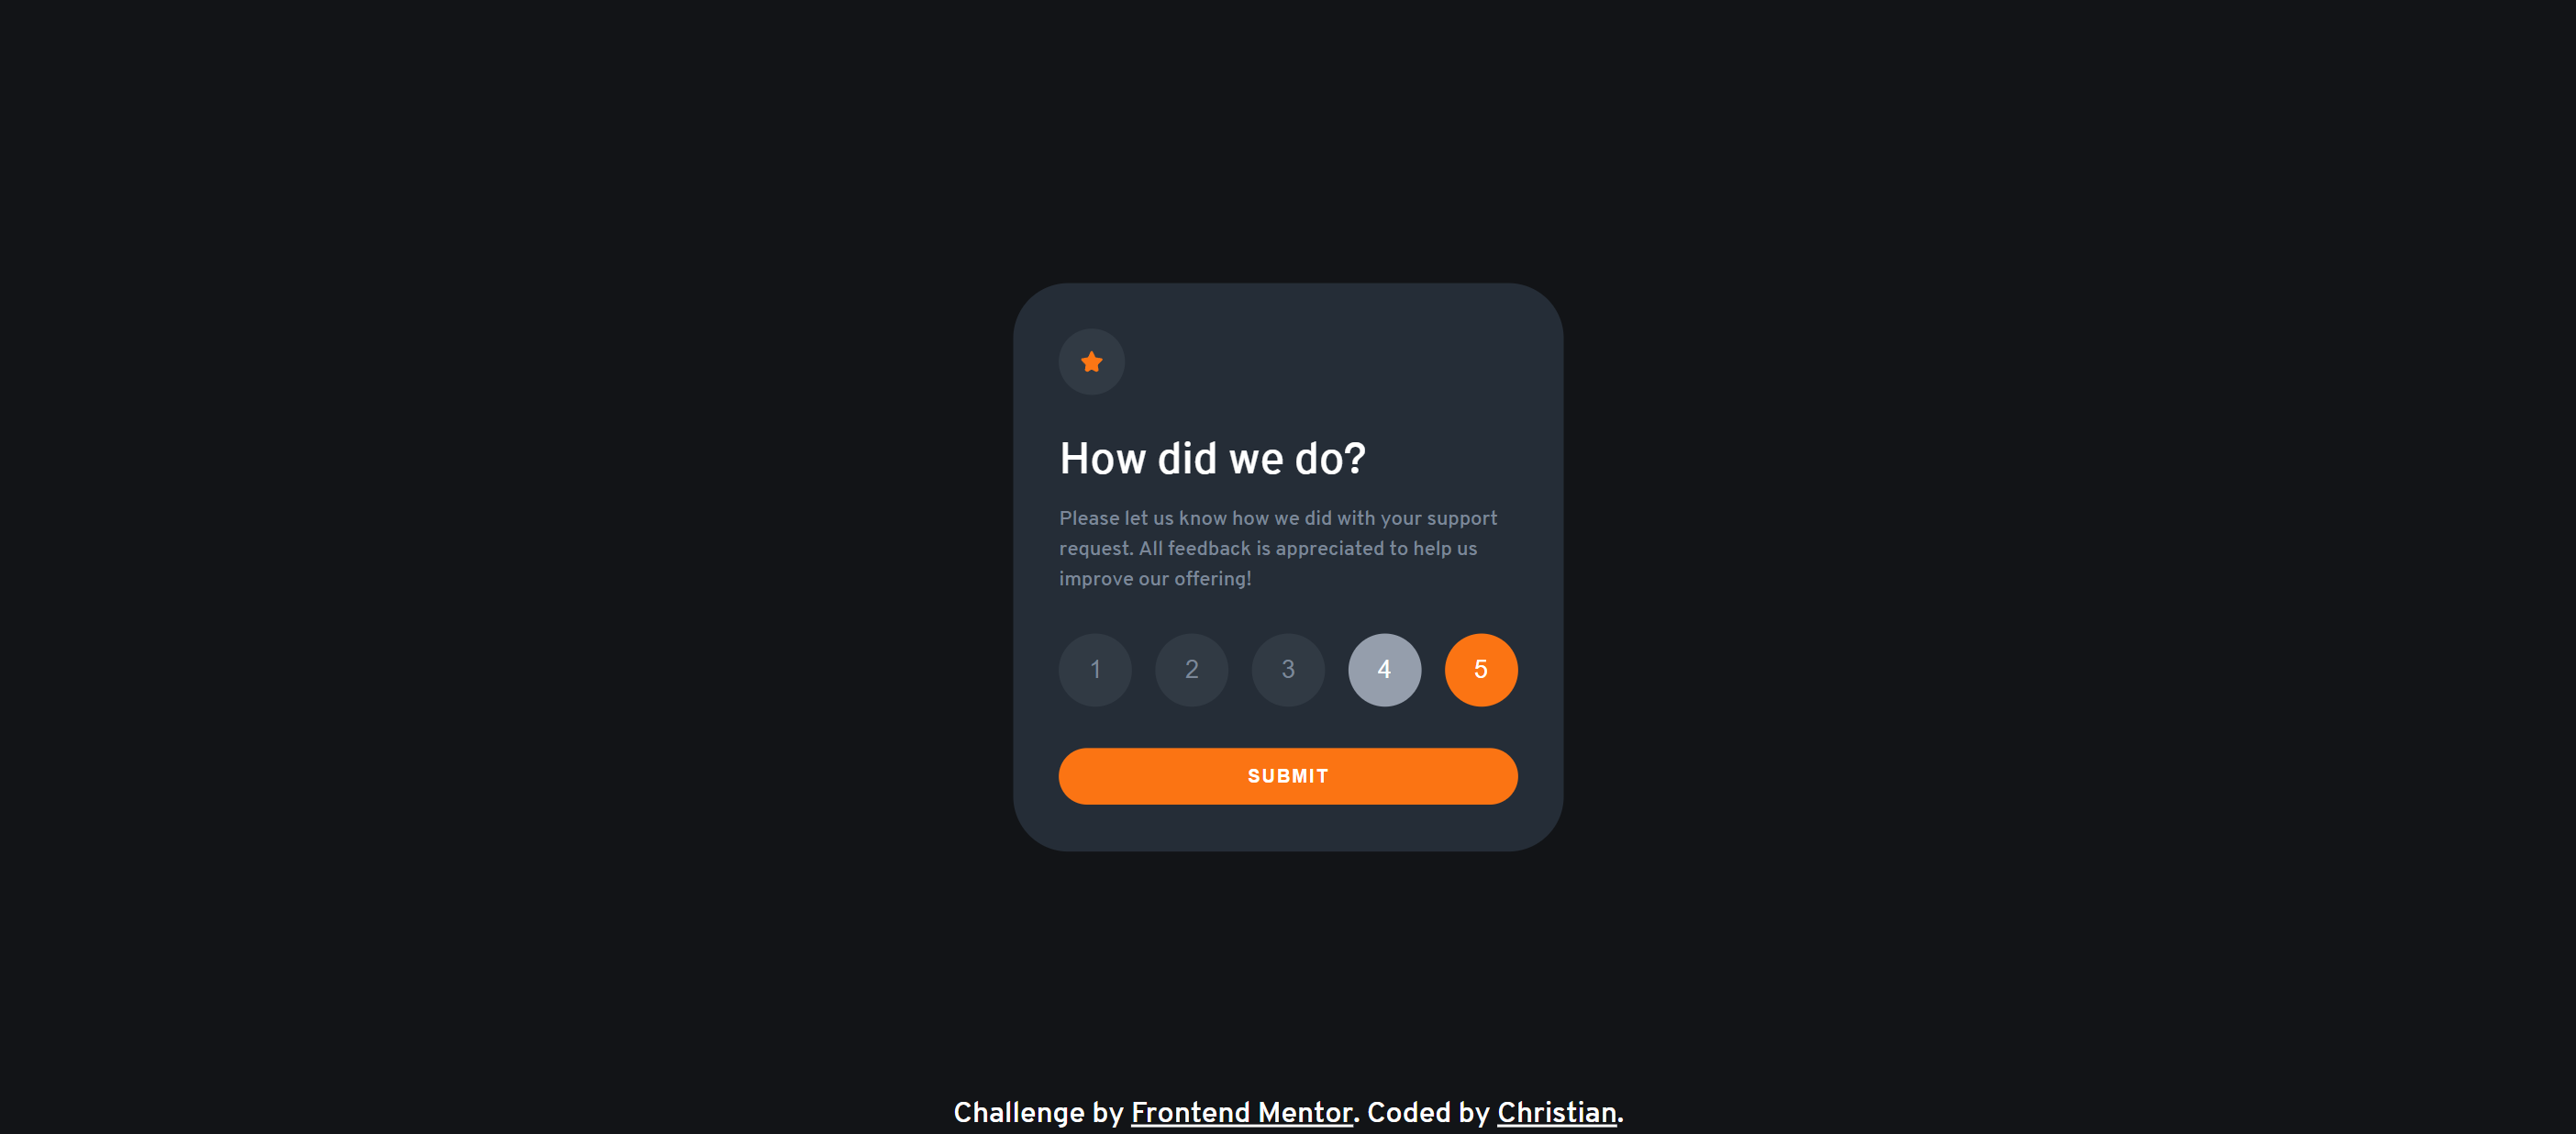 How did we do?
Please let us know how we did with your support
request. All feedback is appreciated to help us
improve our offering!
1 2 3 4 5
SUBMIT
Challenge by Frontend Mentor. Coded by Christian.